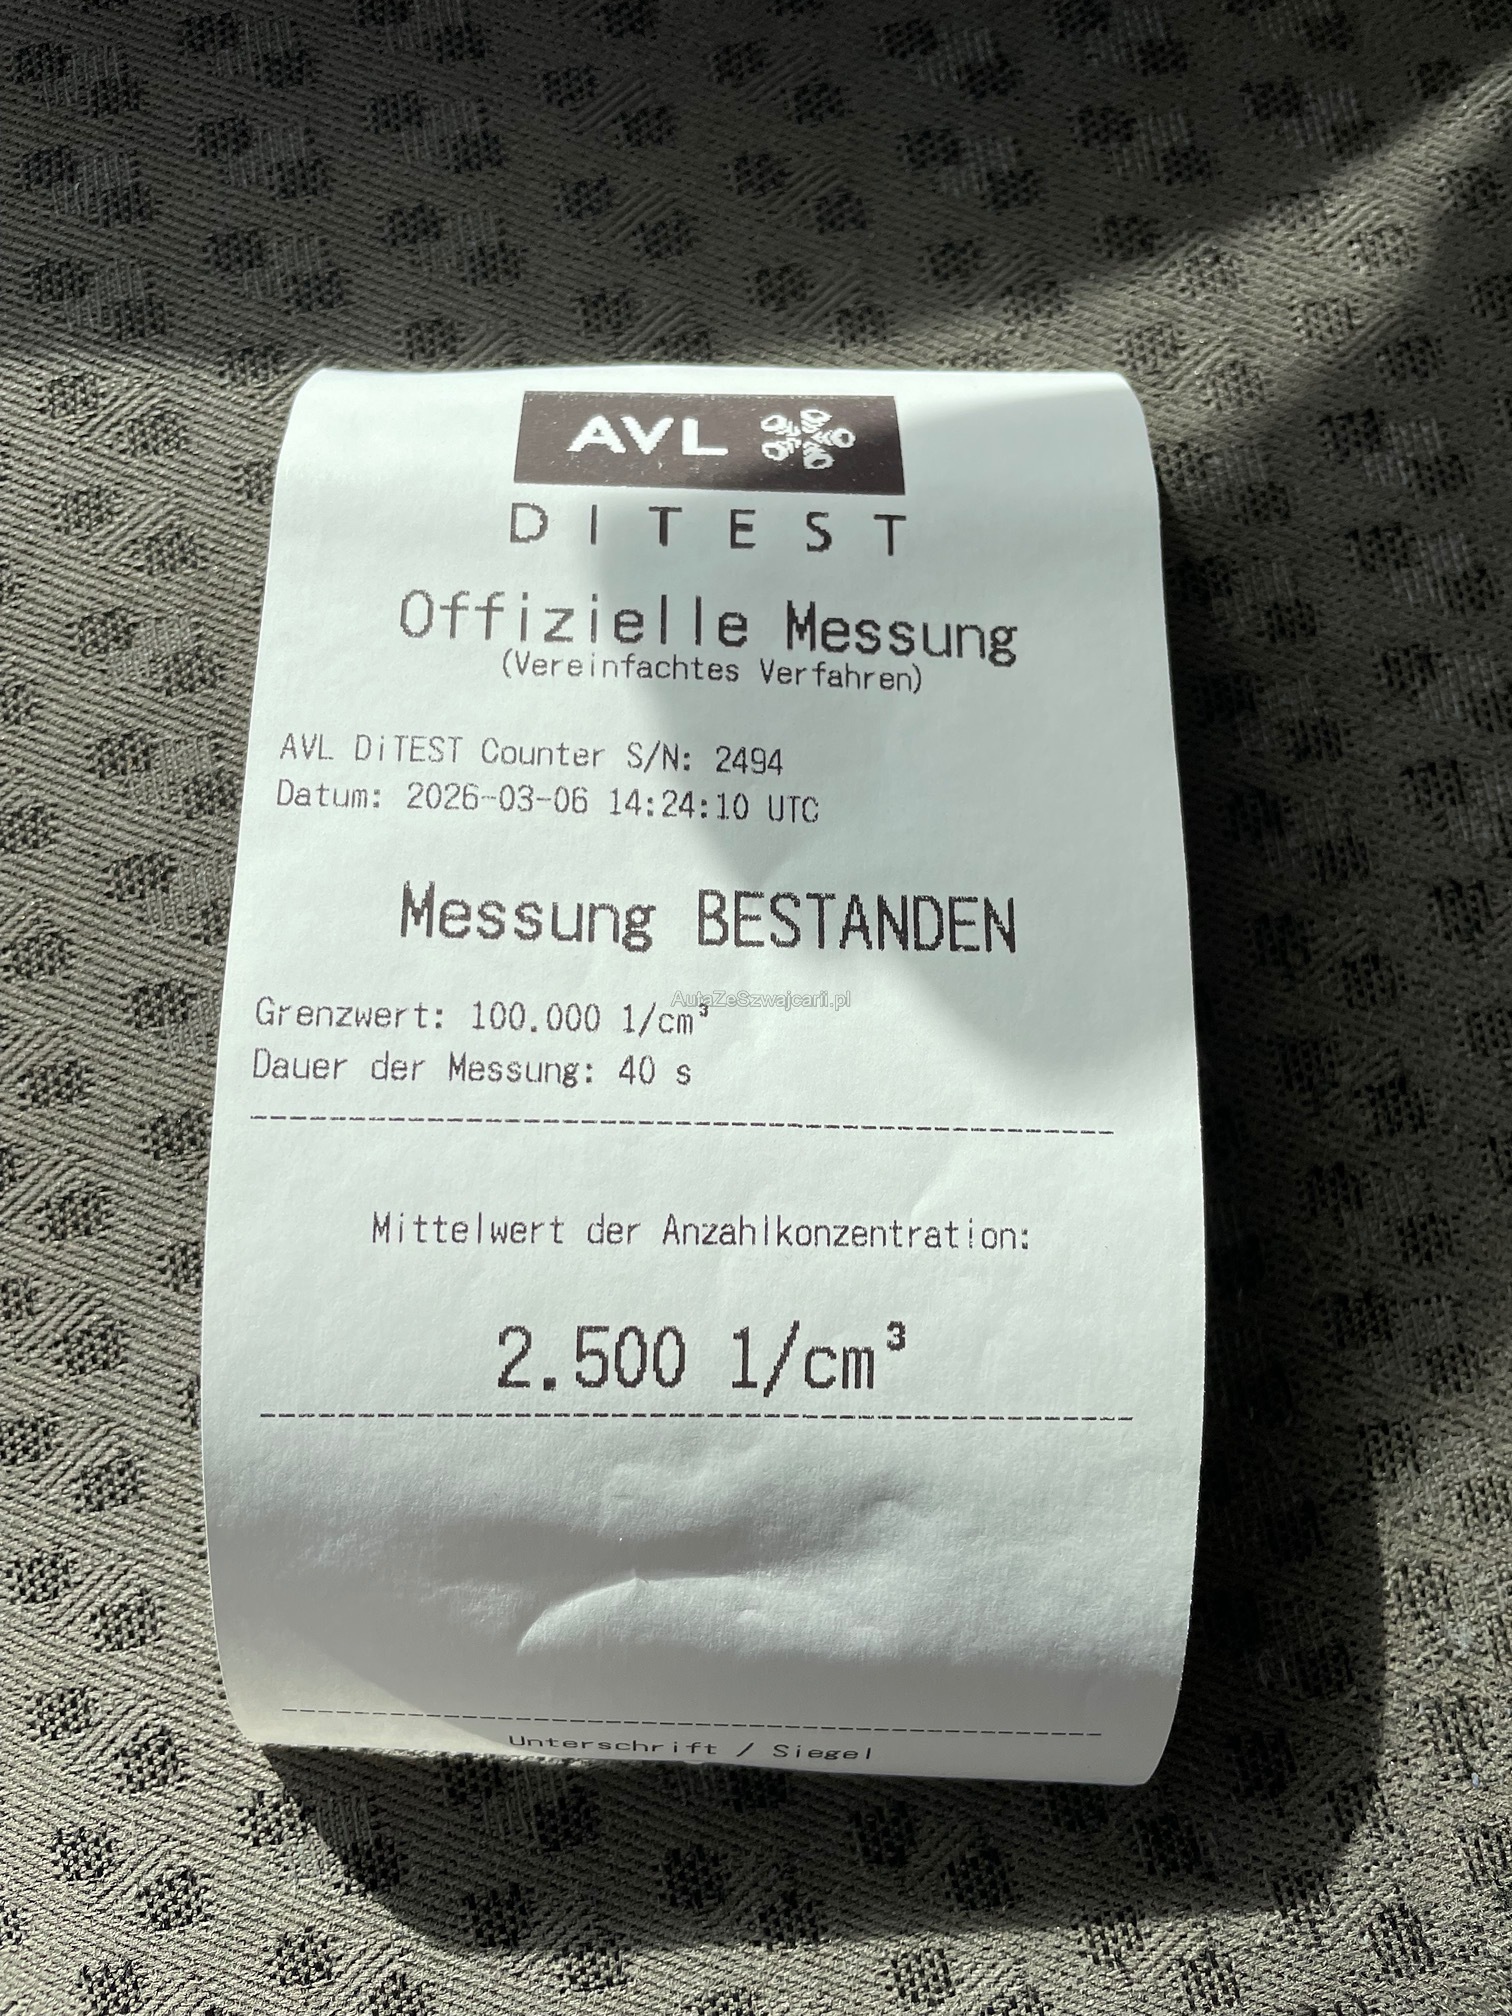 AVL
DITEST
Offizielle Messung
(Vereinfachtes Verfahren)
AVL DiTEST Counter S/N: 2494
Datum: 2026-03-06 14:24:10 UTC
Messung BESTANDEN
AutaZeSzwajcarii.pl
Grenzwert: 100.000 1/cm³
Dauer der Messung: 40 s
Mittelwert der Anzahlkonzentration:
2.500 1/cm³
Unterschrift / Siegel